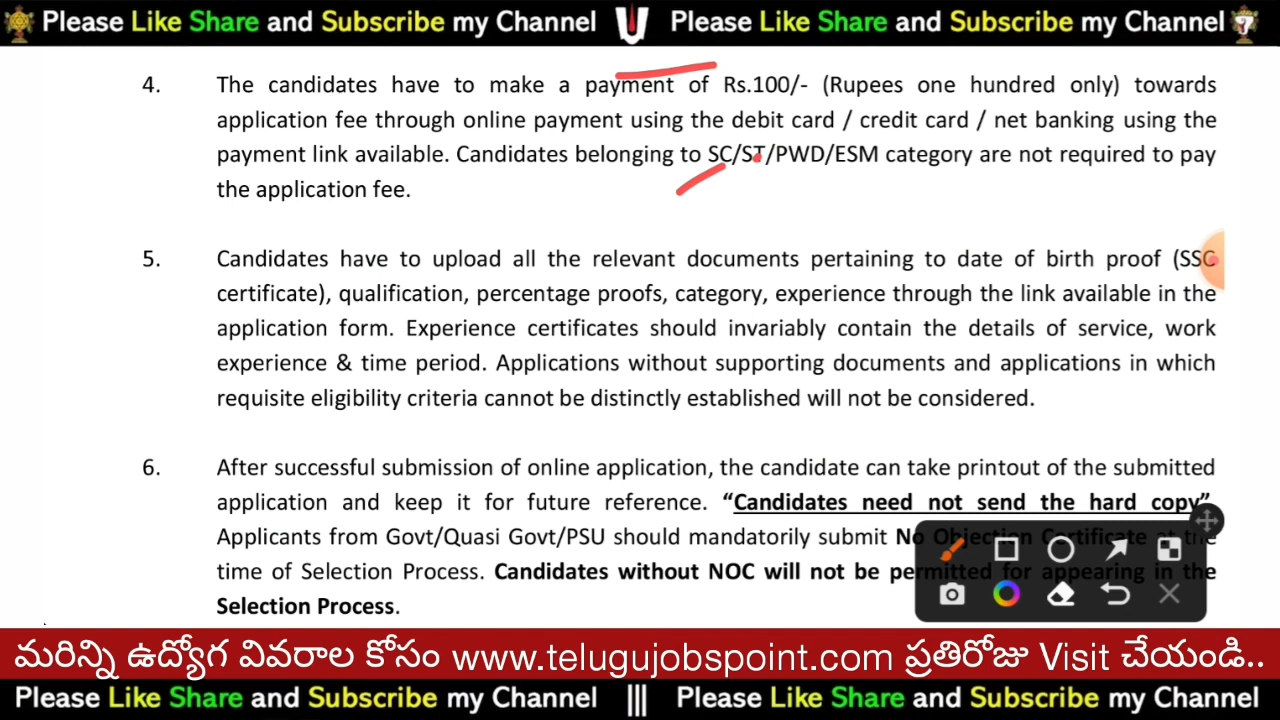 Please Like Share and Subscribe my Channel Please Like Share and Subscribe my Channel
4. The candidates have to make a payment of Rs.100/- (Rupees one hundred only) towards
application fee through online payment using the debit card / credit card / net banking using the
payment link available. Candidates belonging to SC/ST/PWD/ESM category are not required to pay
the application fee.
5. Candidates have to upload all the relevant documents pertaining to date of birth proof (SSC
certificate), qualification, percentage proofs, category, experience through the link available in the
application form. Experience certificates should invariably contain the details of service, work
experience & time period. Applications without supporting documents and applications in which
requisite eligibility criteria cannot be distinctly established will not be considered.
6. After successful submission of online application, the candidate can take printout of the submitted
application and keep it for future reference. “Candidates need not send the hard copy”
Applicants from Govt/Quasi Govt/PSU should mandatorily submit No Objection Certificate at the
time of Selection Process. Candidates without NOC will not be permitted for appearing in the
Selection Process.
మరిన్ని ఉద్యోగ వివరాల కోసం www.telugujobspoint.com ప్రతిరోజు Visit చేయండి..
Please Like Share and Subscribe my Channel ||| Please Like Share and Subscribe my Channel